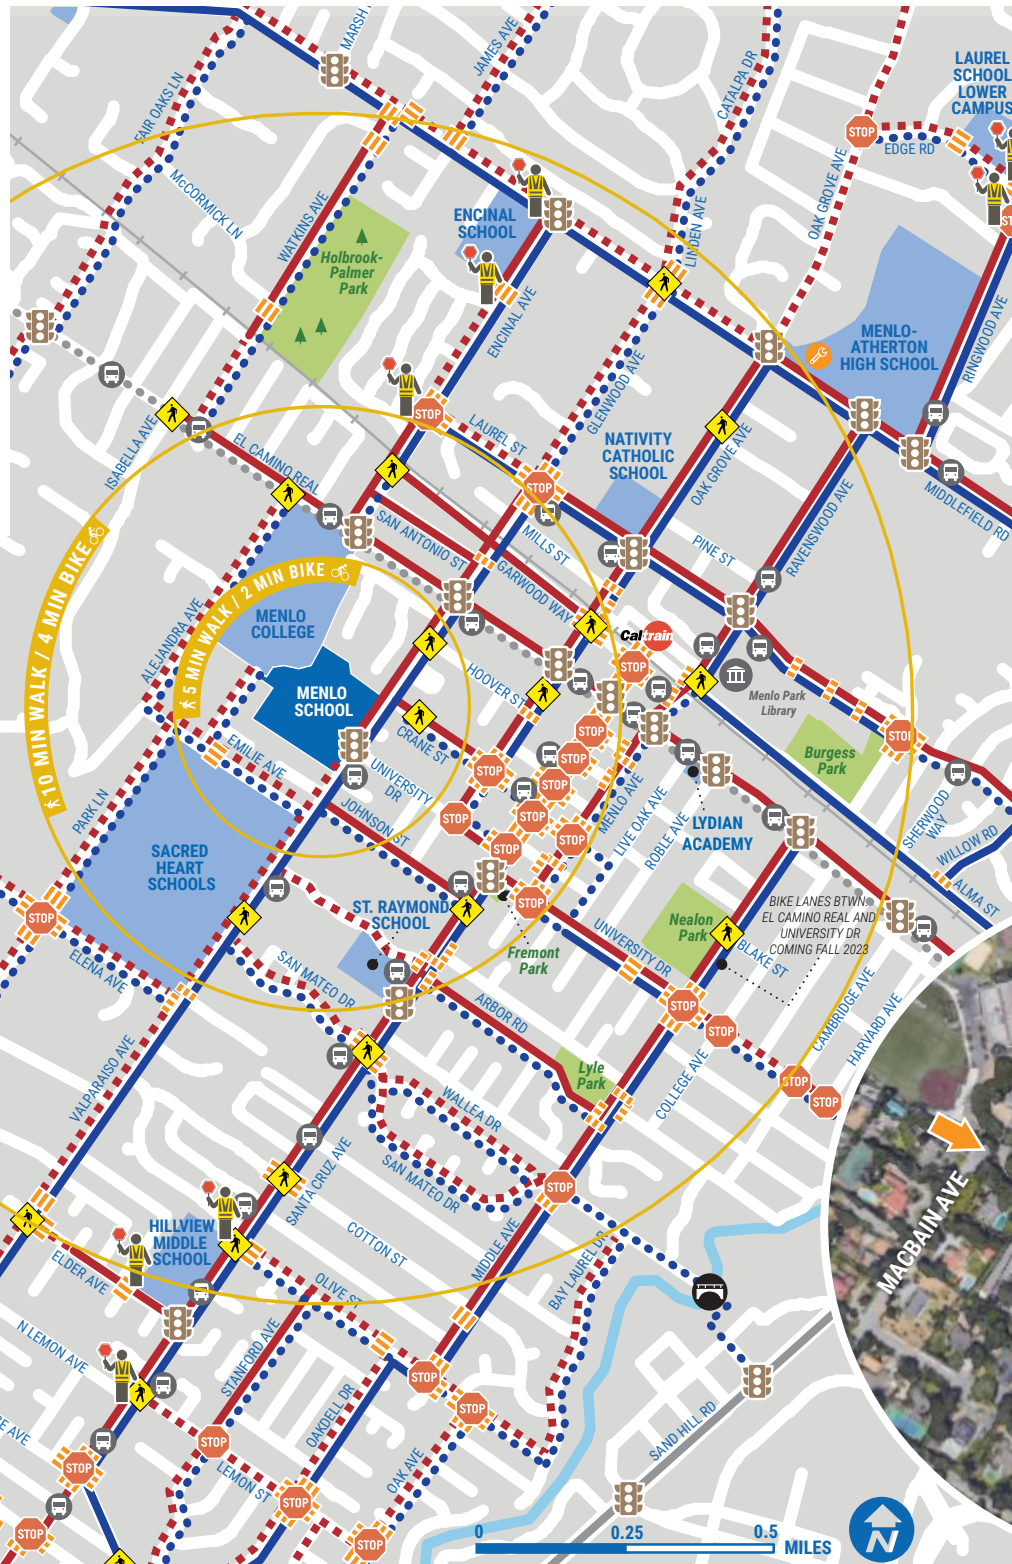 MARSH
JAMES AVE
CATALPA DR
LAUREL
SCHOOL
LOWER
CAMPUS
FAIR OAKS LN
STOP
EDGE RD
OAK GROVE AVE
McCORMICK LN
WATKINS AVE
ENCINAL
SCHOOL
LINDEN AVE
Holbrook-
Palmer
Park
ENCINAL AVE
MENLO-
ATHERTON
HIGH SCHOOL
RINGWOOD AVE
GLENWOOD AVE
STOP
LAUREL ST
ISABELLA AVE
EL CAMINO REAL
NATIVITY
CATHOLIC
SCHOOL
OAK GROVE AVE
STOP
RAVENSWOOD AVE
MIDDLEFIELD RD
SAN ANTONIO ST
MILLS ST
PINE ST
GARWOOD WAY
10 MIN WALK / 4 MIN BIKE
5 MIN WALK / 2 MIN BIKE
MENLO
COLLEGE
ALEJANDRA AVE
Caltrain
STOP
HOOVER ST
MENLO
SCHOOL
Menlo Park
Library
CRANE ST
STOP
STOP
Burgess
Park
EMILIE AVE
UNIVERSITY
DR
STOP
STOP
STOP
STOP
STOP
STOP
STOP
JOHNSON ST
MENLO AVE
LIVE OAK AVE
ROBLE AVE
LYDIAN
ACADEMY
SHERWOOD
WAY
WILLOW RD
ALMA ST
PARK LN
SACRED
HEART
SCHOOLS
ST. RAYMOND
SCHOOL
STOP
STOP
BIKE LANES BTWN
EL CAMINO REAL AND
UNIVERSITY DR
COMING FALL 2023
Nealon
Park
BLAKE ST
UNIVERSITY DR
Fremont
Park
ELENA AVE
SAN MATEO DR
ARBOR RD
STOP
STOP
CAMBRIDGE AVE
HARVARD AVE
VALPARAISO AVE
COLLEGE AVE
Lyle
Park
STOP
STOP
WALLEA DR
SAN MATEO DR
STOP
MACBAIN AVE
SANTA CRUZ AVE
COTTON ST
MIDDLE AVE
BAY LAUREL DR
HILLVIEW
MIDDLE
SCHOOL
ELDER AVE
OLIVE ST
N LEMON AVE
STANFORD AVE
OAKDELL DR
STOP
STOP
SAND HILL RD
STOP
STOP
LEMON ST
OAK AVE
STOP
STOP
STOP
N
0 0.25 0.5
MILES